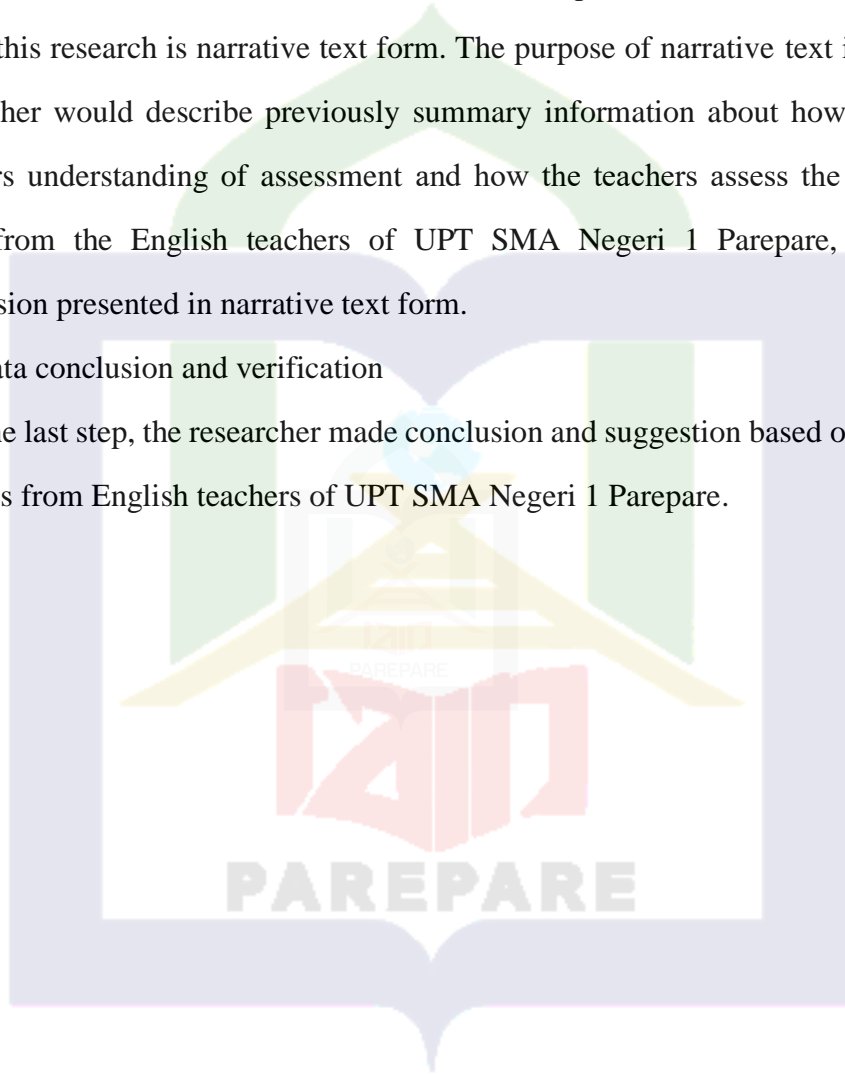 this research is narrative text form. The purpose of narrative text i
her would describe previously summary information about how
rs understanding of assessment and how the teachers assess the
from the English teachers of UPT SMA Negeri 1 Parepare,
sion presented in narrative text form.
ata conclusion and verification
e last step, the researcher made conclusion and suggestion based o
s from English teachers of UPT SMA Negeri 1 Parepare.
IAIN
PAREPARE
PAREPARE